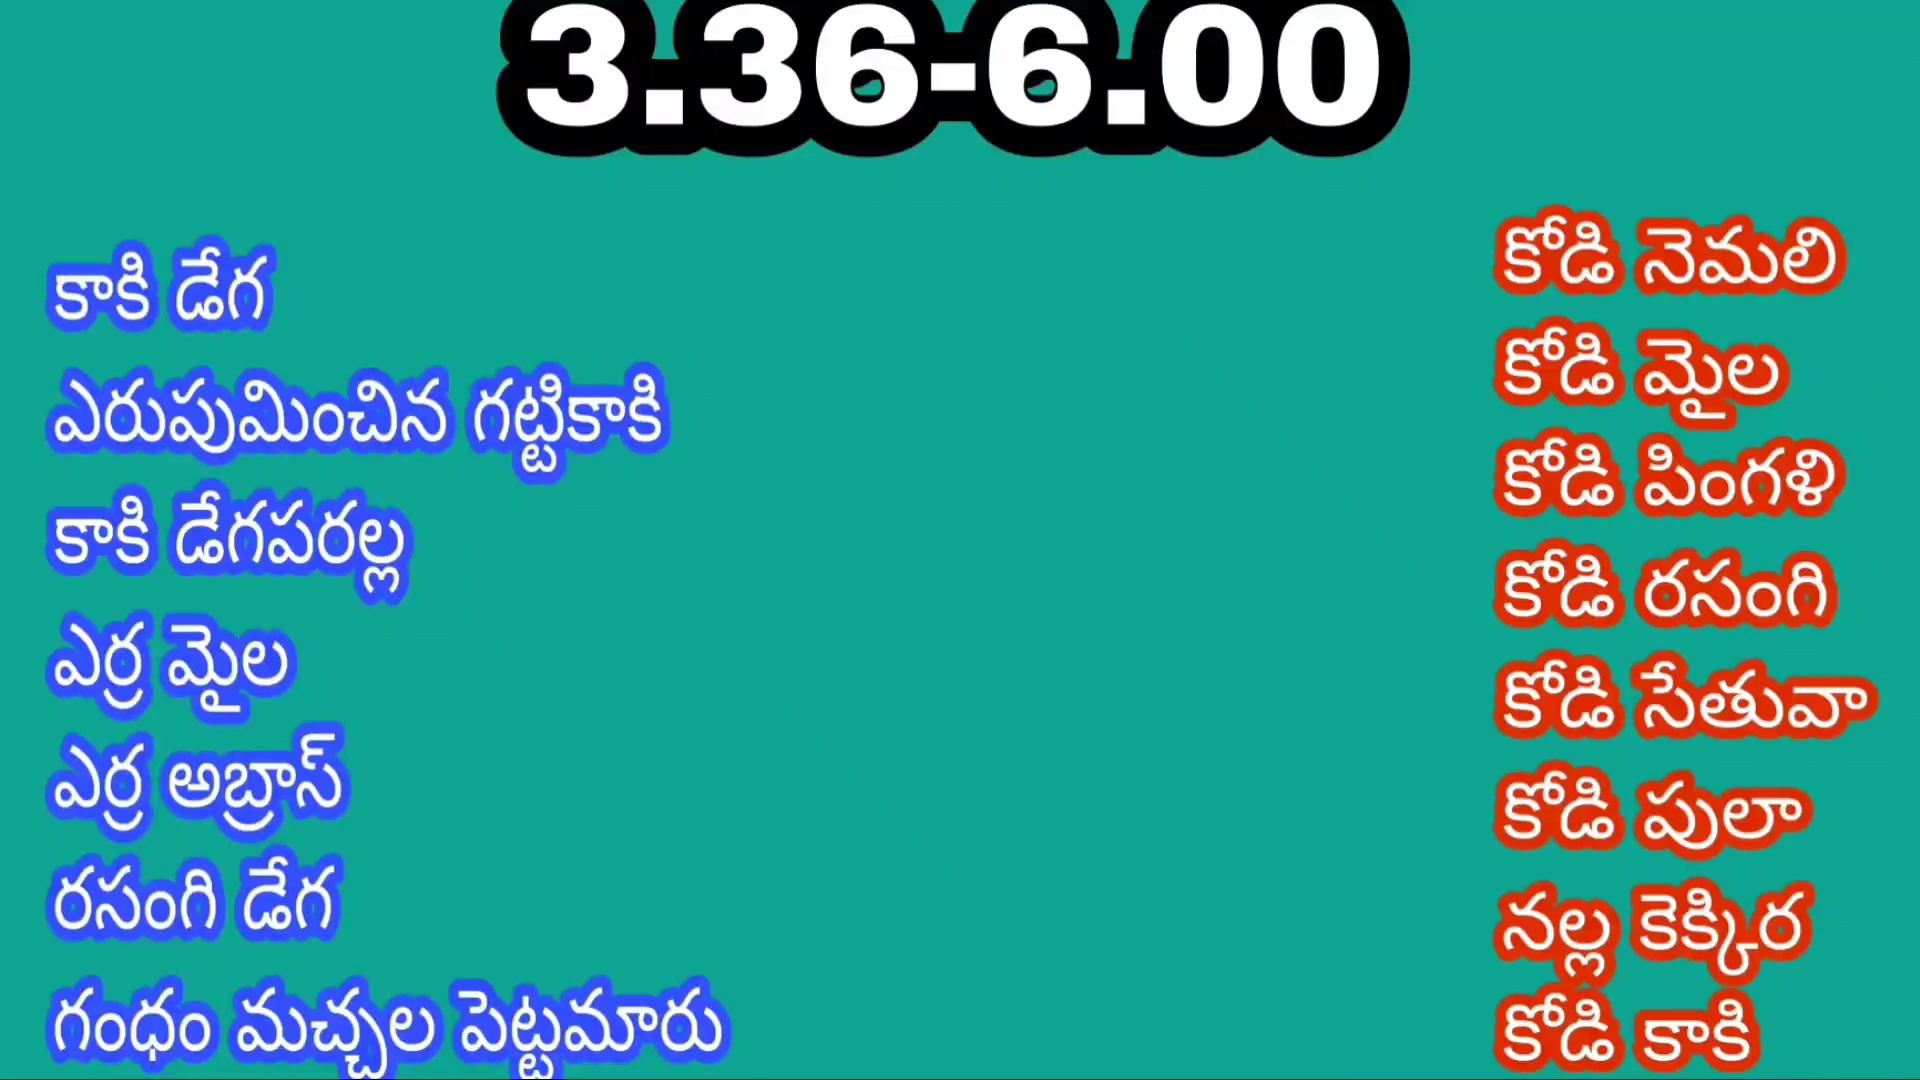 3.36-6.00
కాకి డేగ
ఎరుపుమించిన గట్టికాకి
కాకి డేగపరల్ల
ఎర్ర మైల
ఎర్ర అబ్రాస్
రసంగి డేగ
గంధం మచ్చల పెట్టమారు
కోడి నెమలి
కోడి మైల
కోడి పింగళి
కోడి రసంగి
కోడి సేతువా
కోడి పులా
నల్ల కెక్కిర
కోడి కాకి